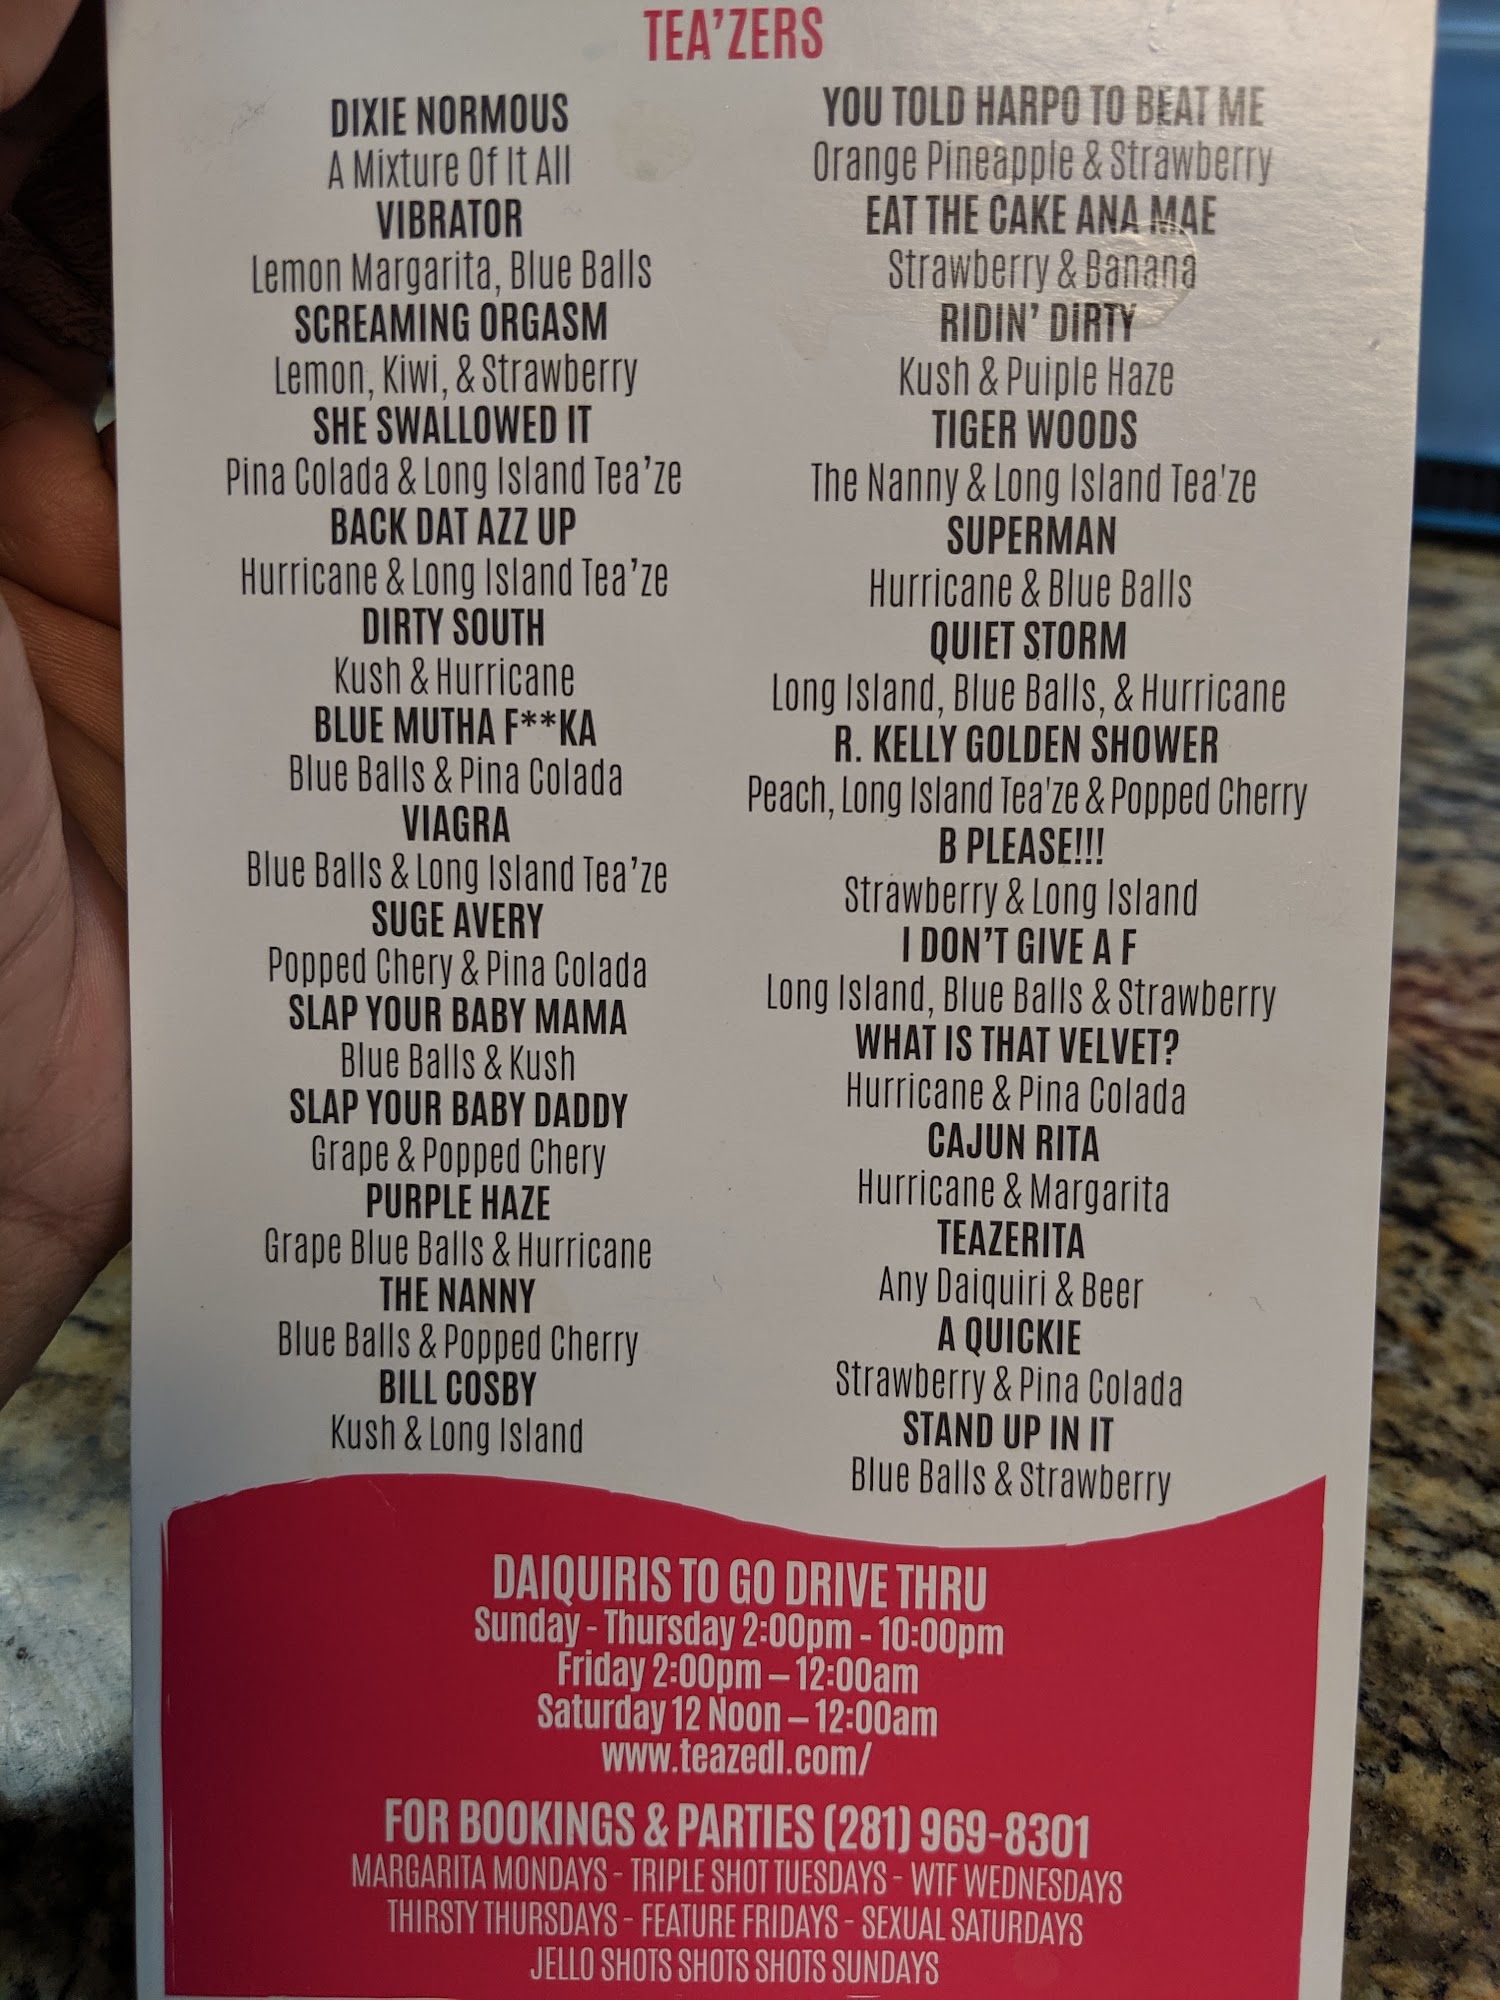 TEA'ZERS
DIXIE NORMOUS
A Mixture Of It All
VIBRATOR
Lemon Margarita, Blue Balls
SCREAMING ORGASM
Lemon, Kiwi, & Strawberry
SHE SWALLOWED IT
Pina Colada & Long Island Tea'ze
BACK DAT AZZ UP
Hurricane & Long Island Tea'ze
DIRTY SOUTH
Kush & Hurricane
BLUE MUTHA F**KA
Blue Balls & Pina Colada
VIAGRA
Blue Balls & Long Island Tea'ze
SUGE AVERY
Popped Chery & Pina Colada
SLAP YOUR BABY MAMA
Blue Balls & Kush
SLAP YOUR BABY DADDY
Grape & Popped Chery
PURPLE HAZE
Grape Blue Balls & Hurricane
THE NANNY
Blue Balls & Popped Cherry
BILL COSBY
Kush & Long Island
YOU TOLD HARPO TO BEAT ME
Orange Pineapple & Strawberry
EAT THE CAKE ANA MAE
Strawberry & Banana
RIDIN' DIRTY
Kush & Puiple Haze
TIGER WOODS
The Nanny & Long Island Tea'ze
SUPERMAN
Hurricane & Blue Balls
QUIET STORM
Long Island, Blue Balls, & Hurricane
R. KELLY GOLDEN SHOWER
Peach, Long Island Tea'ze & Popped Cherry
B PLEASE!!!
Strawberry & Long Island
I DON'T GIVE A F
Long Island, Blue Balls & Strawberry
WHAT IS THAT VELVET?
Hurricane & Pina Colada
CAJUN RITA
Hurricane & Margarita
TEAZERITA
Any Daiquiri & Beer
A QUICKIE
Strawberry & Pina Colada
STAND UP IN IT
Blue Balls & Strawberry
DAIQUIRIS TO GO DRIVE THRU
Sunday - Thursday 2:00pm - 10:00pm
Friday 2:00pm – 12:00am
Saturday 12 Noon – 12:00am
www.teazedl.com/
FOR BOOKINGS & PARTIES (281) 969-8301
MARGARITA MONDAYS - TRIPLE SHOT TUESDAYS - WTF WEDNESDAYS
THIRSTY THURSDAYS - FEATURE FRIDAYS - SEXUAL SATURDAYS
JELLO SHOTS SHOTS SHOTS SUNDAYS